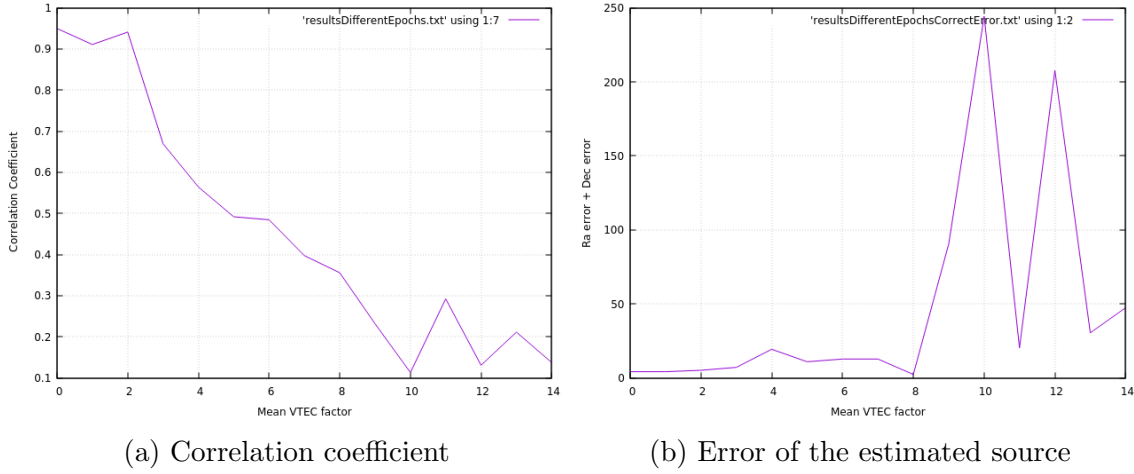 'resultsDifferentEpochs.txt' using 1:7
1
0.9
0.8
0.7
0.6
0.5
0.4
0.3
0.2
0.1
Correlation Coefficient
0 2 4 6 8 10 12 14
Mean VTEC factor
(a) Correlation coefficient
'resultsDifferentEpochsCorrectError.txt' using 1:2
250
200
150
100
50
0
Ra error + Dec error
0 2 4 6 8 10 12 14
Mean VTEC factor
(b) Error of the estimated source